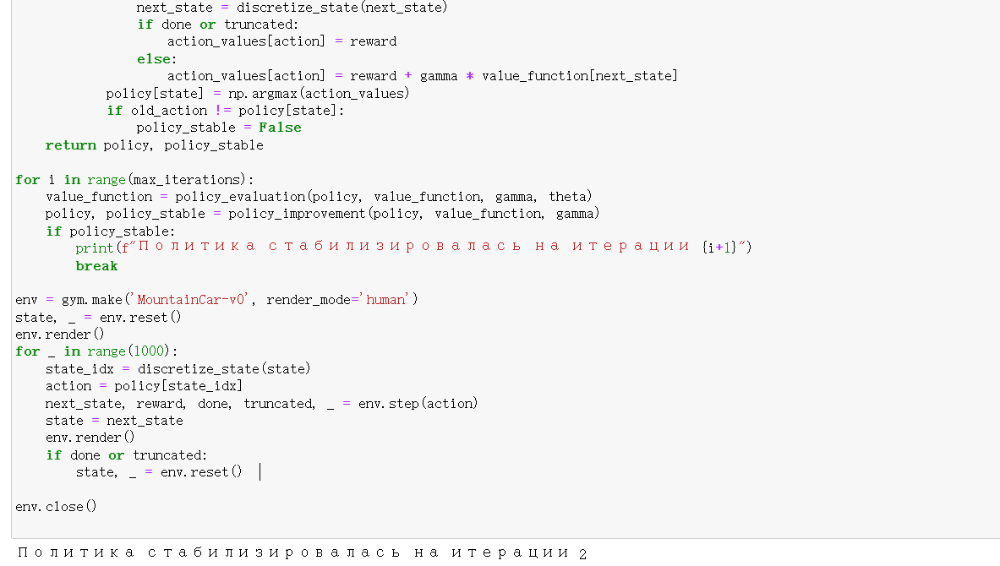 next_state = discretize_state(next_state)
if done or truncated:
action_values[action] = reward
else:
action_values[action] = reward + gamma * value_function[next_state]
policy[state] = np.argmax(action_values)
if old_action != policy[state]:
policy_stable = False
return policy, policy_stable
for i in range(max_iterations):
value_function = policy_evaluation(policy, value_function, gamma, theta)
policy, policy_stable = policy_improvement(policy, value_function, gamma)
if policy_stable:
print(f"Политика стабилизировалась на итерации {i+1}")
break
env = gym.make('MountainCar-v0', render_mode='human')
state, _ = env.reset()
env.render()
for _ in range(1000):
state_idx = discretize_state(state)
action = policy[state_idx]
next_state, reward, done, truncated, _ = env.step(action)
state = next_state
env.render()
if done or truncated:
state, _ = env.reset()
env.close()
Политика стабилизировалась на итерации 2